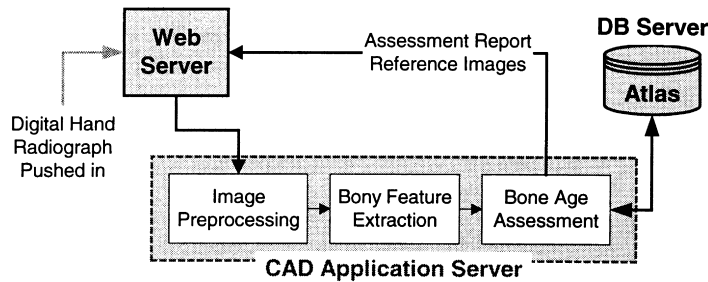 Web
Server
Assessment Report
Reference Images
DB Server
Atlas
Digital Hand
Radiograph
Pushed in
Image
Preprocessing
Bony Feature
Extraction
Bone Age
Assessment
CAD Application Server